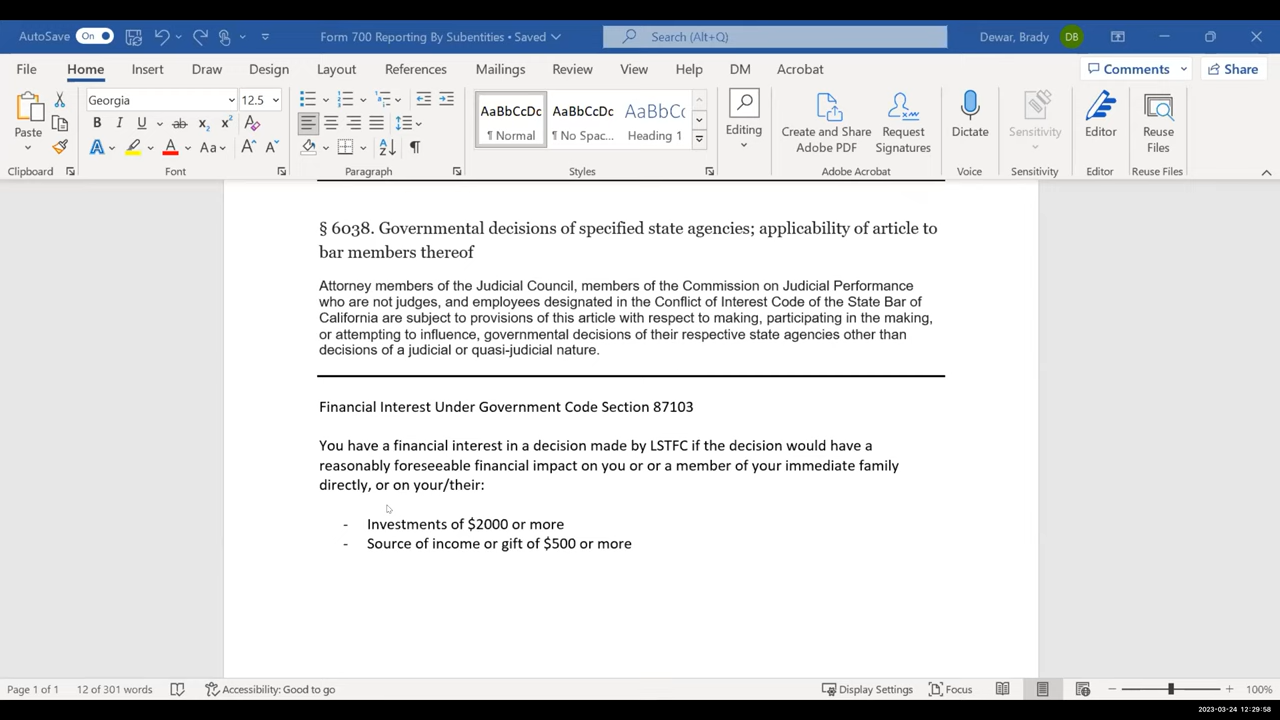 AutoSave On Form 700 Reporting By Subentities • Saved Search (Alt+Q) Dewar, Brady DB
File Home Insert Draw Design Layout References Mailings Review View Help DM Acrobat Comments Share
Georgia 12.5 AaBbCcDc AaBbCcDc AaBbCc
Paste ¶ Normal ¶ No Spac... Heading 1 Editing Create and Share Adobe PDF Request Signatures Dictate Sensitivity Editor Reuse Files
Clipboard Font Paragraph Styles Adobe Acrobat Voice Sensitivity Editor Reuse Files
§ 6038. Governmental decisions of specified state agencies; applicability of article to
bar members thereof
Attorney members of the Judicial Council, members of the Commission on Judicial Performance
who are not judges, and employees designated in the Conflict of Interest Code of the State Bar of
California are subject to provisions of this article with respect to making, participating in the making,
or attempting to influence, governmental decisions of their respective state agencies other than
decisions of a judicial or quasi-judicial nature.
Financial Interest Under Government Code Section 87103
You have a financial interest in a decision made by LSTFC if the decision would have a
reasonably foreseeable financial impact on you or or a member of your immediate family
directly, or on your/their:
- Investments of $2000 or more
- Source of income or gift of $500 or more
Page 1 of 1 12 of 301 words Accessibility: Good to go Display Settings Focus 100%
2023-03-24 12:29:58